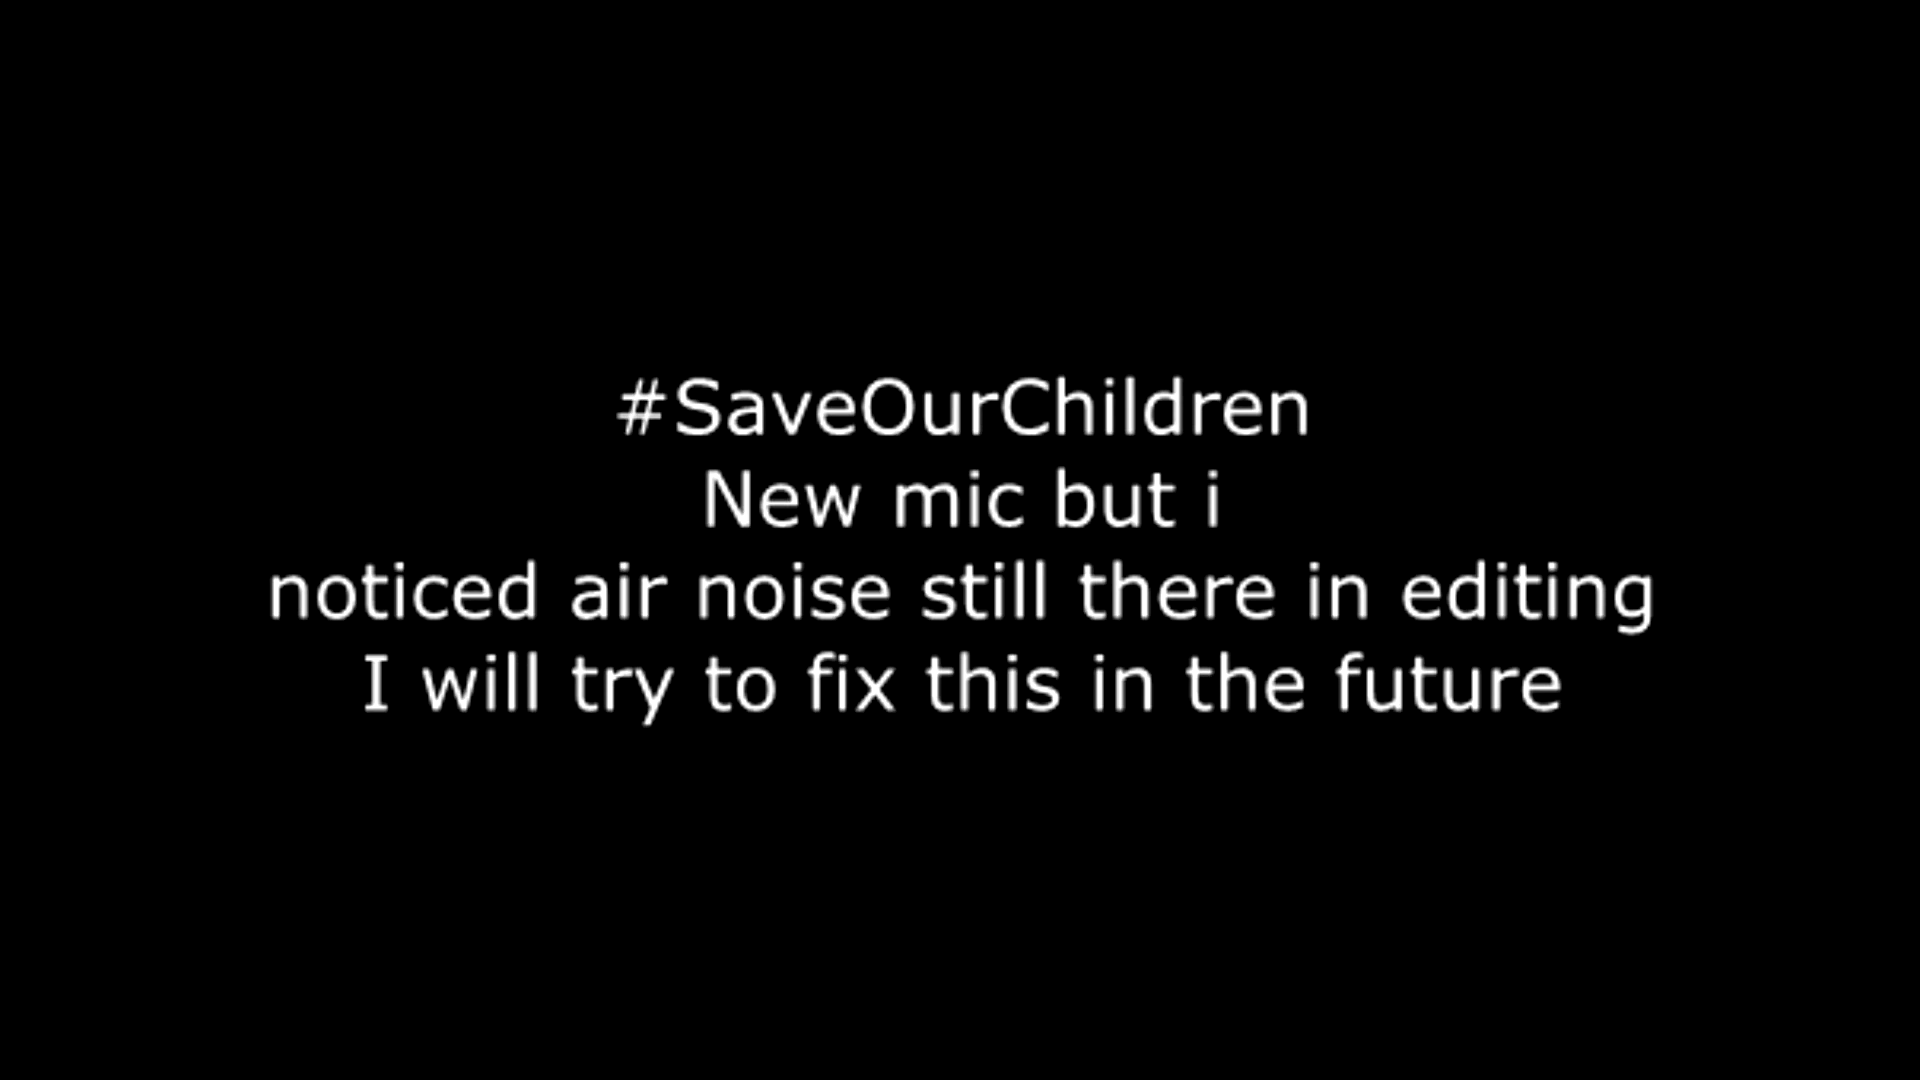 #SaveOurChildren
New mic but i
noticed air noise still there in editing
I will try to fix this in the future